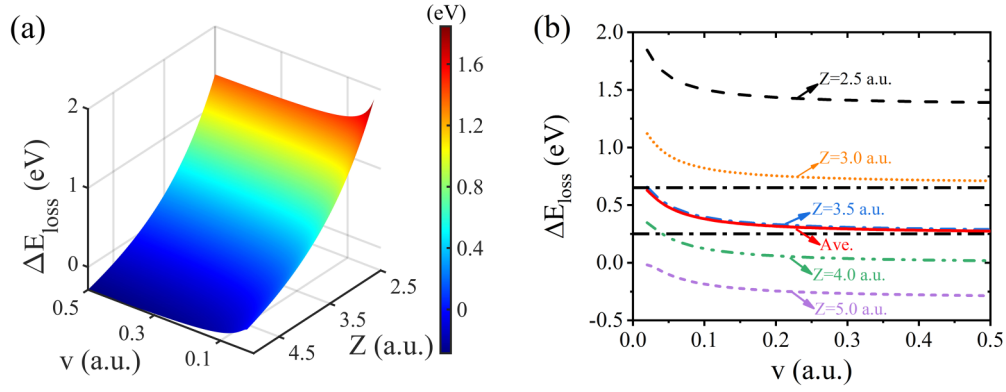 (a)
(eV)
1.6
1.2
0.8
0.4
0
ΔE_loss (eV)
2
1
0
0.5
0.3
0.1
v (a.u.)
2.5
3.5
4.5
Z (a.u.)
(b)
ΔE_loss (eV)
2.0
1.5
1.0
0.5
0.0
-0.5
Z=2.5 a.u.
Z=3.0 a.u.
Z=3.5 a.u.
Ave.
Z=4.0 a.u.
Z=5.0 a.u.
0.0 0.1 0.2 0.3 0.4 0.5
v (a.u.)